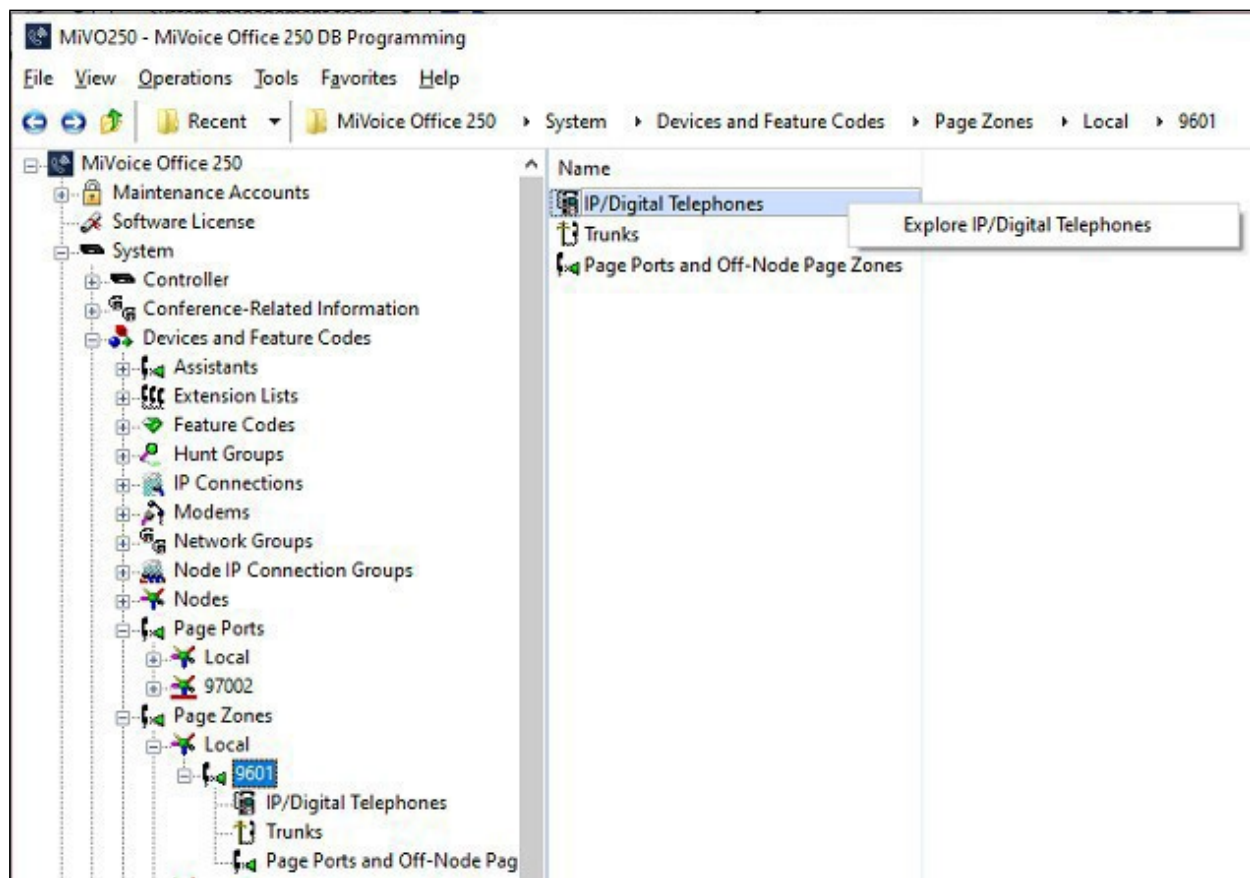 MiVO250 - MiVoice Office 250 DB Programming
File View Operations Tools Favorites Help
Recent MiVoice Office 250 System Devices and Feature Codes Page Zones Local 9601
MiVoice Office 250
Maintenance Accounts
Software License
System
Controller
Conference-Related Information
Devices and Feature Codes
Assistants
Extension Lists
Feature Codes
Hunt Groups
IP Connections
Modems
Network Groups
Node IP Connection Groups
Nodes
Page Ports
Local
97002
Page Zones
Local
9601
IP/Digital Telephones
Trunks
Page Ports and Off-Node Pag
Name
IP/Digital Telephones
Explore IP/Digital Telephones
Trunks
Page Ports and Off-Node Page Zones